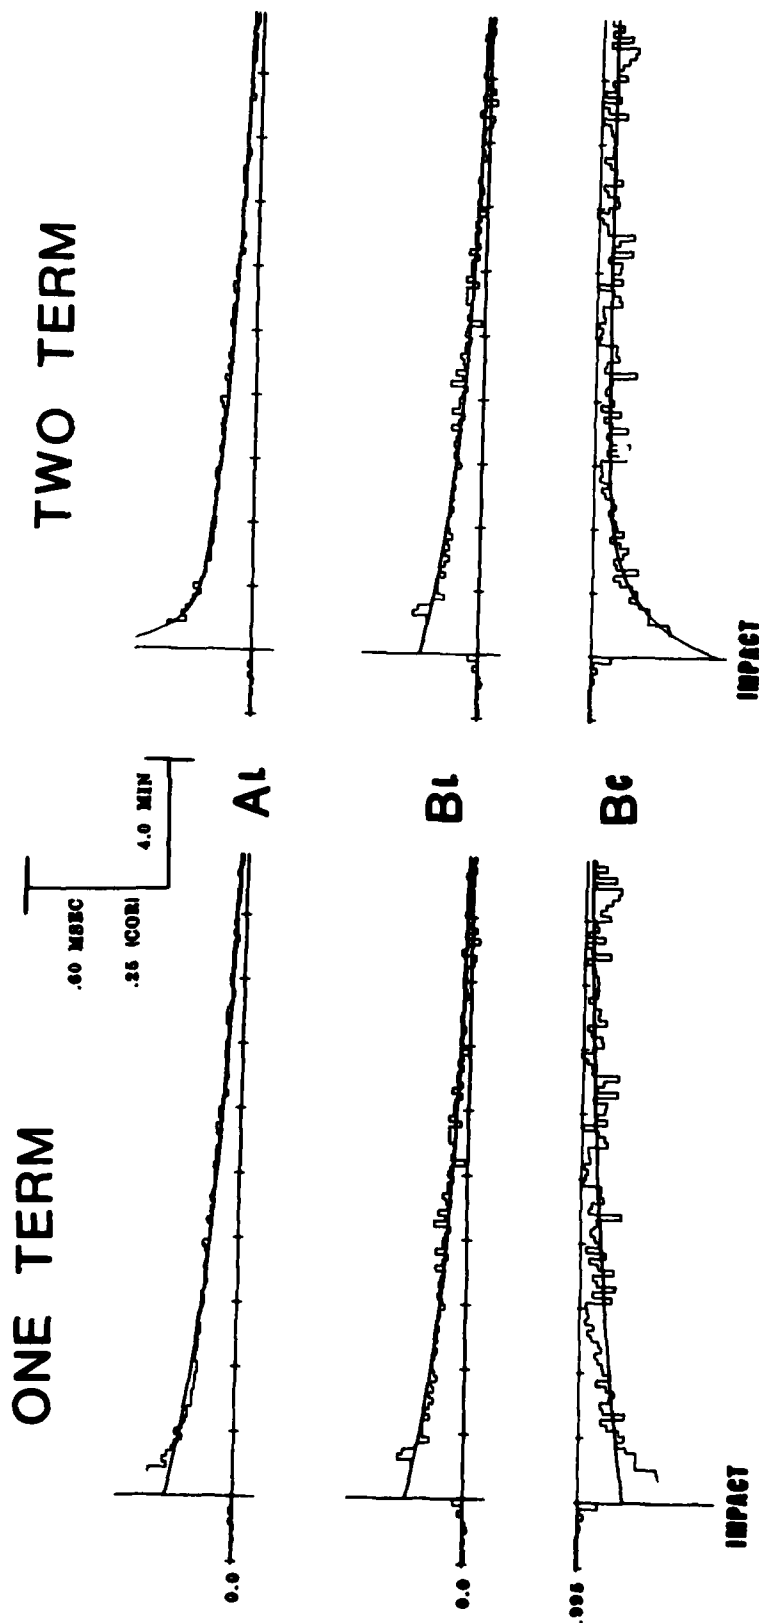 ONE TERM
TWO TERM
.60 MSEC
.25 (COR)
4.0 MIN
0.0
AL
0.0
BL
.995
BC
IMPACT
IMPACT